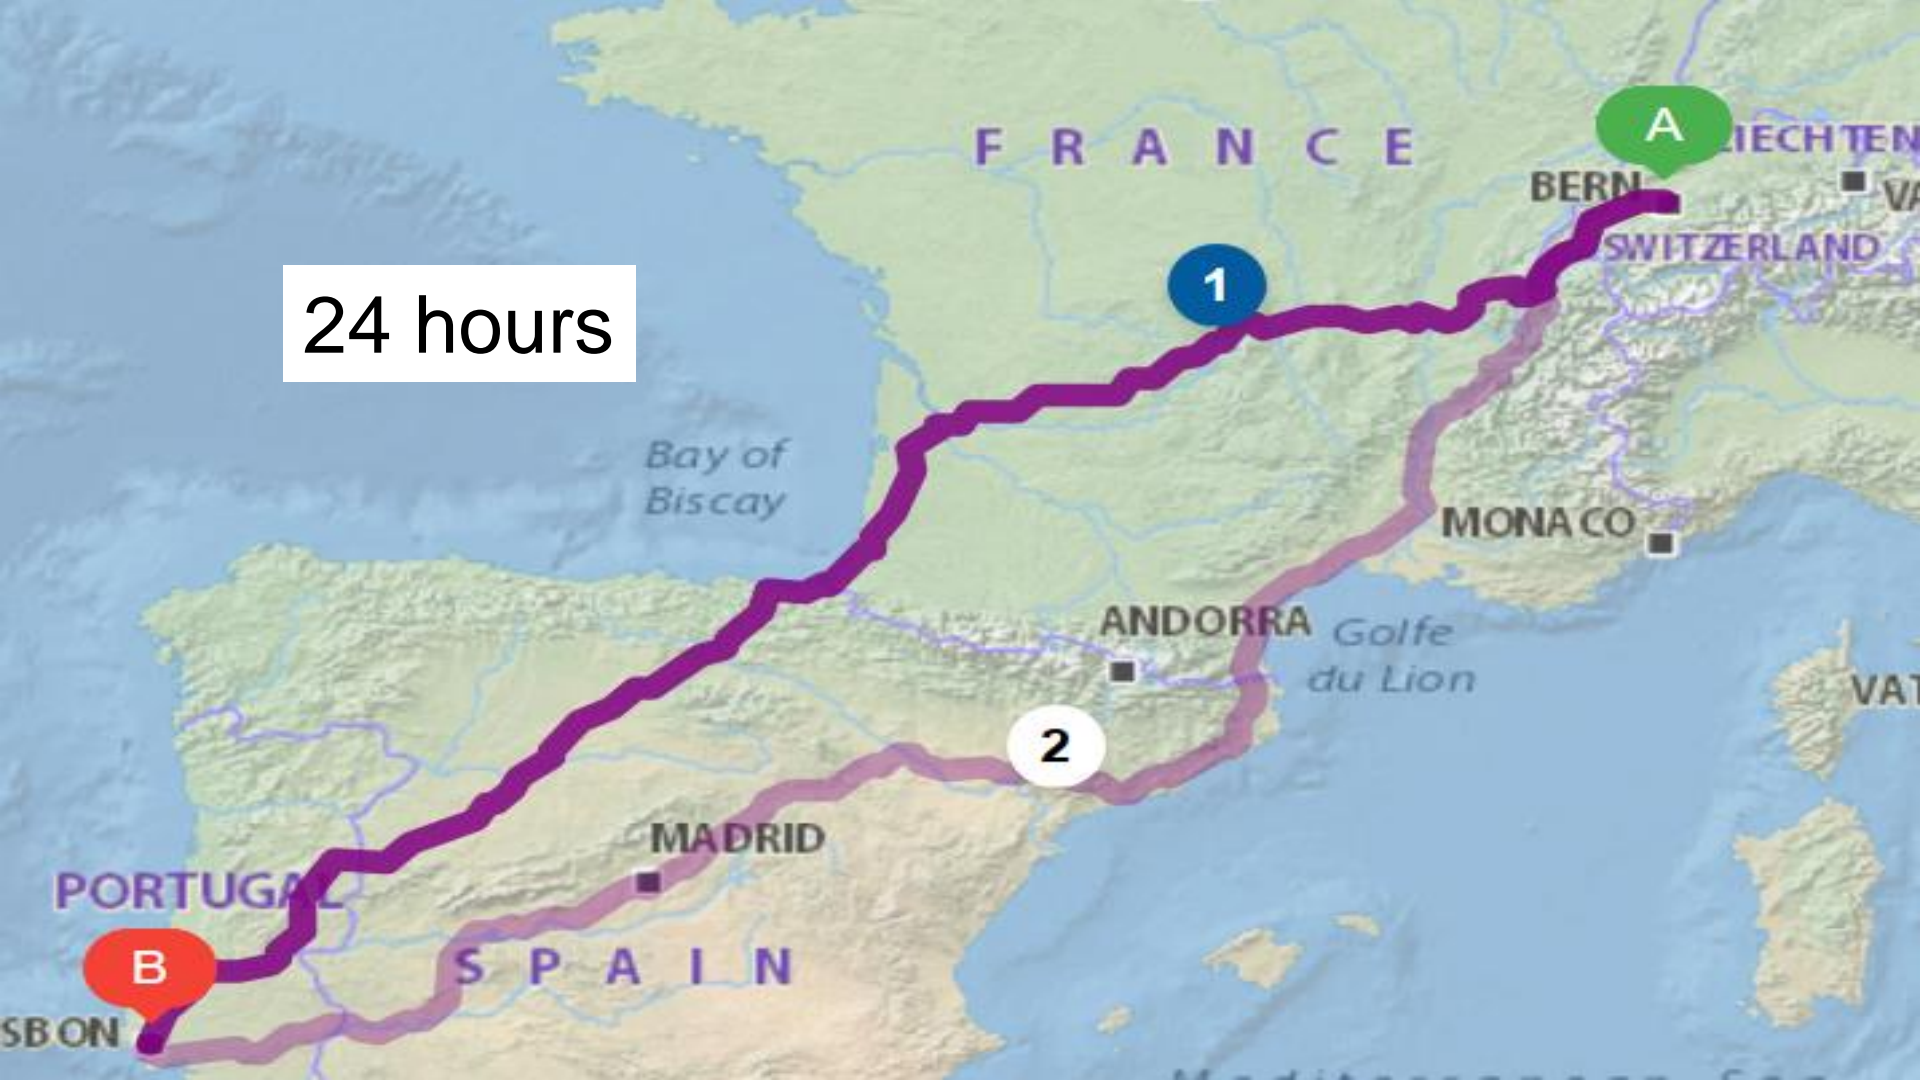 FRANCE
A
IECHTEN
BERN
VA
SWITZERLAND
1
24 hours
Bay of
Biscay
MONACO
ANDORRA
Golfe
du Lion
VAT
2
MADRID
PORTUGAL
B
SPAIN
SBON